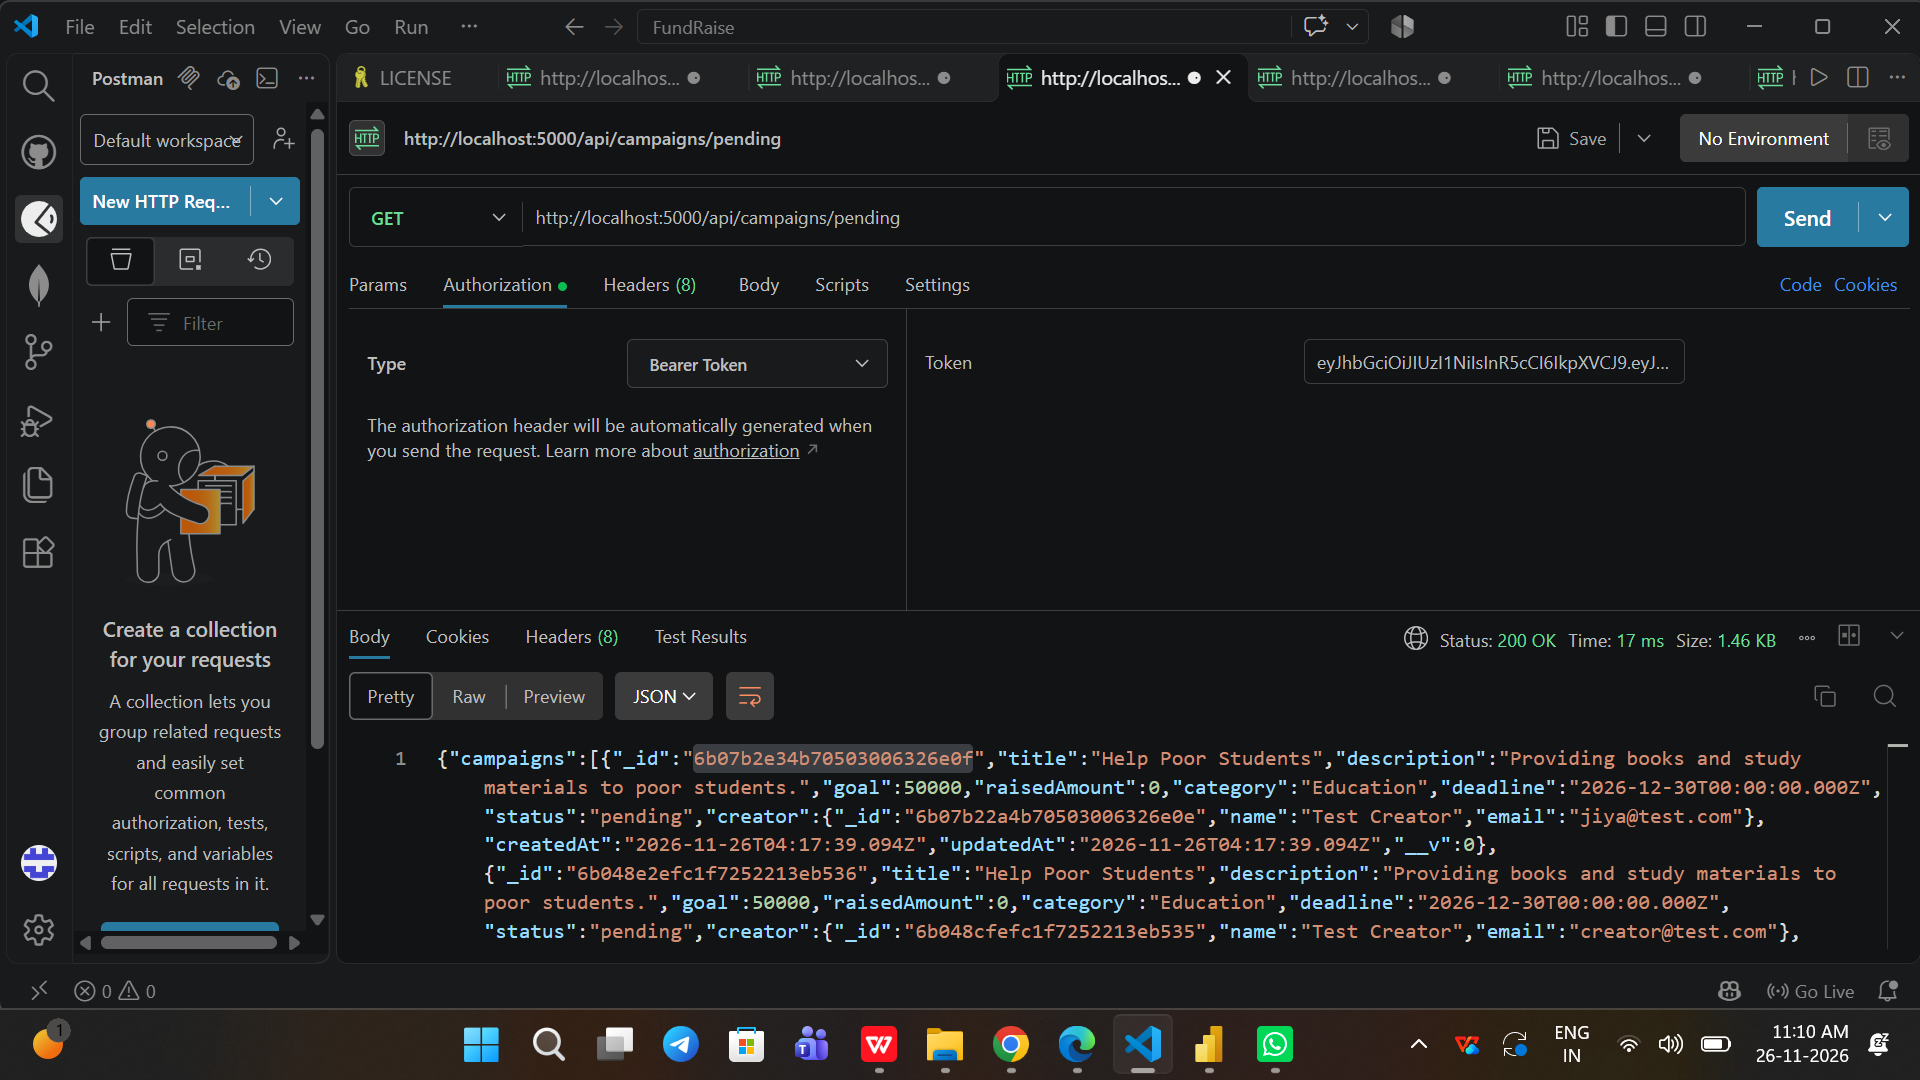 File Edit Selection View Go Run ···
FundRaise
Postman
LICENSE
http://localhos...
http://localhos...
http://localhos...
http://localhos...
http://localhos...
Default workspace
HTTP
http://localhost:5000/api/campaigns/pending
Save
No Environment
New HTTP Req...
GET
http://localhost:5000/api/campaigns/pending
Send
Params Authorization Headers (8) Body Scripts Settings
Code Cookies
Filter
Type
Bearer Token
Token
eyJhbGciOiJIUzI1NiIsInR5cCI6IkpXVCJ9.eyJ...
The authorization header will be automatically generated when
you send the request. Learn more about authorization
Create a collection
for your requests
A collection lets you
group related requests
and easily set
common
authorization, tests,
scripts, and variables
for all requests in it.
Body Cookies Headers (8) Test Results
Status: 200 OK Time: 17 ms Size: 1.46 KB
Pretty Raw Preview JSON
1 {"campaigns":[{"_id":"6b07b2e34b70503006326e0f","title":"Help Poor Students","description":"Providing books and study
materials to poor students.","goal":50000,"raisedAmount":0,"category":"Education","deadline":"2026-12-30T00:00:00.000Z",
"status":"pending","creator":{"_id":"6b07b22a4b70503006326e0e","name":"Test Creator","email":"jiya@test.com"},
"createdAt":"2026-11-26T04:17:39.094Z","updatedAt":"2026-11-26T04:17:39.094Z","__v":0},
{"_id":"6b048e2efc1f7252213eb536","title":"Help Poor Students","description":"Providing books and study materials to
poor students.","goal":50000,"raisedAmount":0,"category":"Education","deadline":"2026-12-30T00:00:00.000Z",
"status":"pending","creator":{"_id":"6b048cfefc1f7252213eb535","name":"Test Creator","email":"creator@test.com"},
0 0
Go Live
1
ENG
IN
11:10 AM
26-11-2026